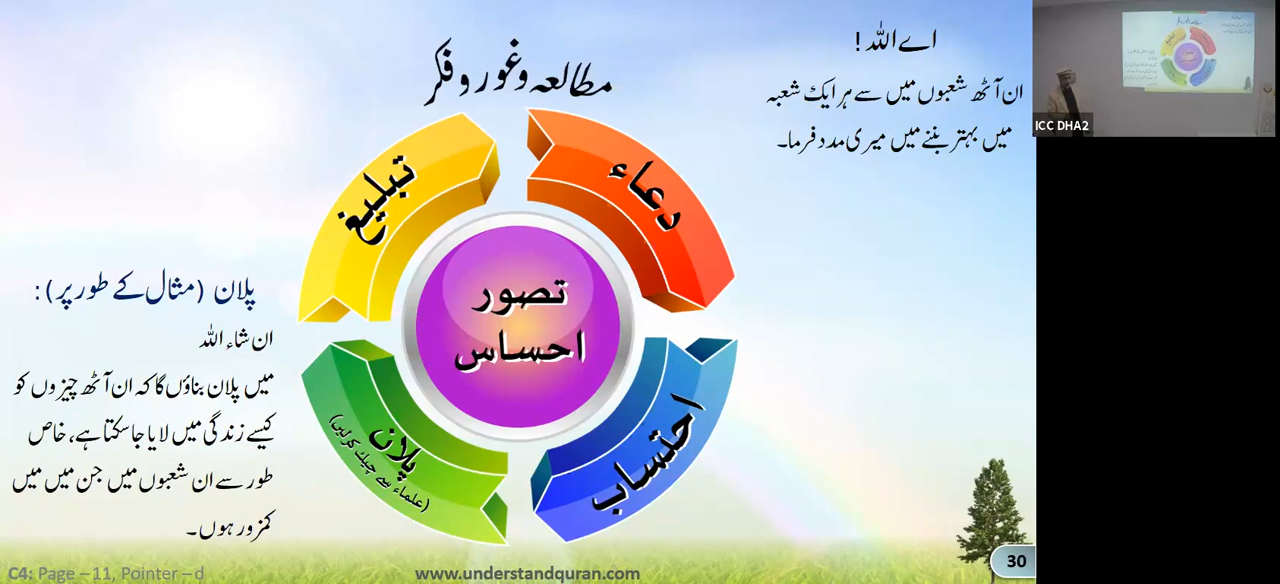 مطالعہ و غور و فکر
اے اللہ !
ان آٹھ شعبوں میں سے ہر ایک شعبہ
میں بہتر بننے میں میری مدد فرما۔
دعاء
احتساب
پلان
(علماء سے چیک کرلیں)
تبلیغ
تصور
احساس
پلان (مثال کے طور پر) :
ان شاء اللہ
میں پلان بناؤں گا کہ ان آٹھ چیزوں کو
کیسے زندگی میں لایا جا سکتا ہے، خاص
طور سے ان شعبوں میں جن میں میں
کمزور ہوں۔
C4: Page – 11, Pointer – d
www.understandquran.com
30
ICC DHA2